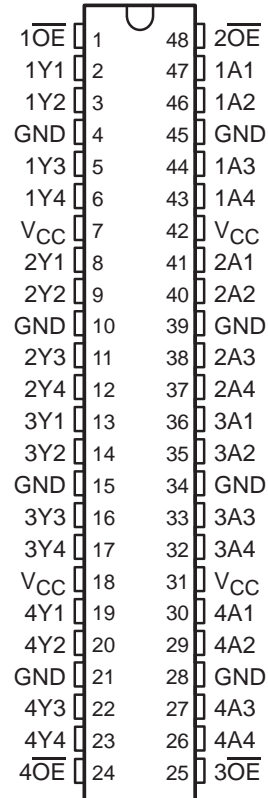 1O̅E̅ 1 48 2O̅E̅
1Y1 2 47 1A1
1Y2 3 46 1A2
GND 4 45 GND
1Y3 5 44 1A3
1Y4 6 43 1A4
VCC 7 42 VCC
2Y1 8 41 2A1
2Y2 9 40 2A2
GND 10 39 GND
2Y3 11 38 2A3
2Y4 12 37 2A4
3Y1 13 36 3A1
3Y2 14 35 3A2
GND 15 34 GND
3Y3 16 33 3A3
3Y4 17 32 3A4
VCC 18 31 VCC
4Y1 19 30 4A1
4Y2 20 29 4A2
GND 21 28 GND
4Y3 22 27 4A3
4Y4 23 26 4A4
4O̅E̅ 24 25 3O̅E̅